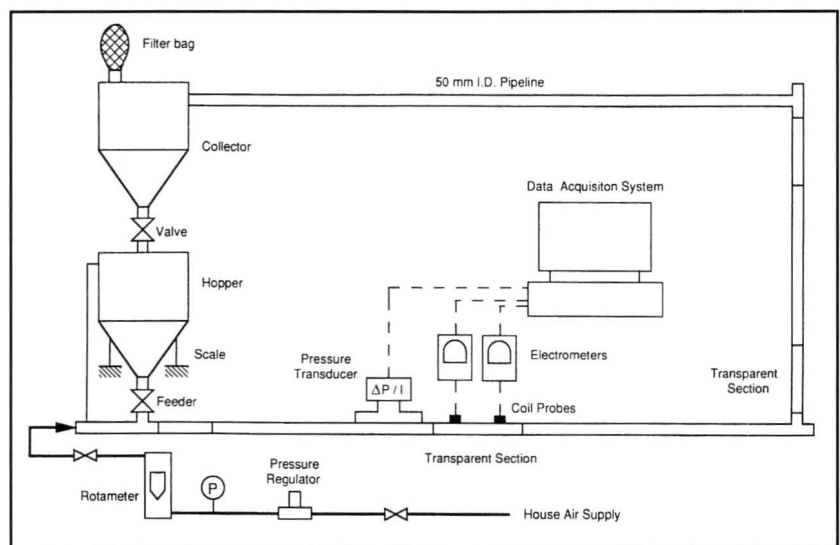 Filter bag
50 mm I.D. Pipeline
Collector
Data Acquisiton System
Valve
Hopper
Scale
Pressure
Transducer
Electrometers
Transparent
Section
ΔP / l
Feeder
Coil Probes
Transparent Section
Pressure
Regulator
P
Rotameter
House Air Supply